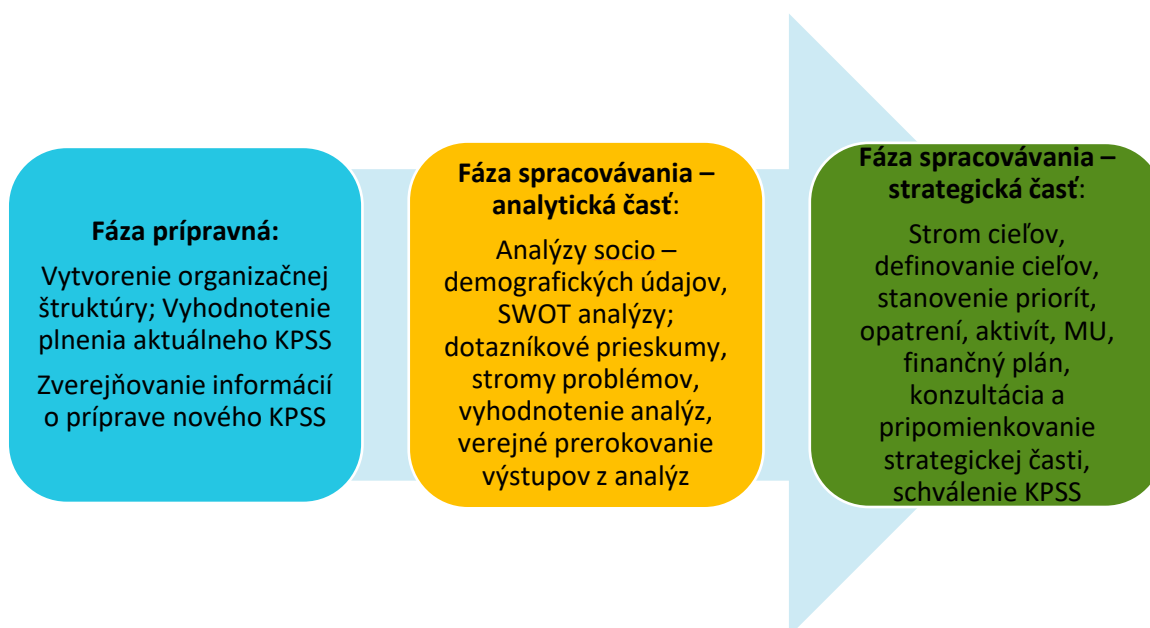 Fáza prípravná:
Vytvorenie organizačnej
štruktúry; Vyhodnotenie
plnenia aktuálneho KPSS
Zverejňovanie informácií
o príprave nového KPSS
Fáza spracovávania –
analytická časť:
Analýzy socio –
demografických údajov,
SWOT analýzy;
dotazníkové prieskumy,
stromy problémov,
vyhodnotenie analýz,
verejné prerokovanie
výstupov z analýz
Fáza spracovávania –
strategická časť:
Strom cieľov,
definovanie cieľov,
stanovenie priorít,
opatrení, aktivít, MU,
finančný plán,
konzultácia a
pripomienkovanie
strategickej časti,
schválenie KPSS